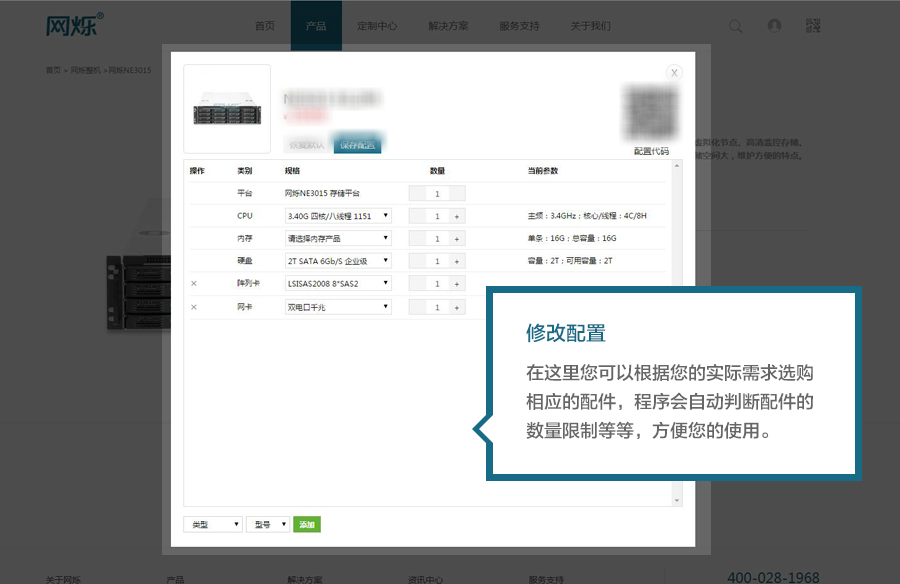 网烁®
首页 产品 定制中心 解决方案 服务支持 关于我们
首页 » 网烁整机 » 网烁NE3015
X
恢复默认 保存配置
配置代码
虚拟化节点、高清监控存储、
储空间大，维护方便的特点。
操作 类别 规格 数量 当前参数
平台 网烁NE3015 存储平台 1
CPU 3.40G 四核/八线程 1151 1 + 主频：3.4GHz；核心/线程：4C/8H
内存 请选择内存产品 1 + 单条：16G；总容量：16G
硬盘 2T SATA 6Gb/S 企业级 1 + 容量：2T；可用容量：2T
× 阵列卡 LSISAS2008 8*SAS2 1 +
× 网卡 双电口千兆 1 +
修改配置
在这里您可以根据您的实际需求选购
相应的配件，程序会自动判断配件的
数量限制等等，方便您的使用。
类型 型号 添加
关于网烁 产品 解决方案 资讯中心 服务支持 400-028-1968